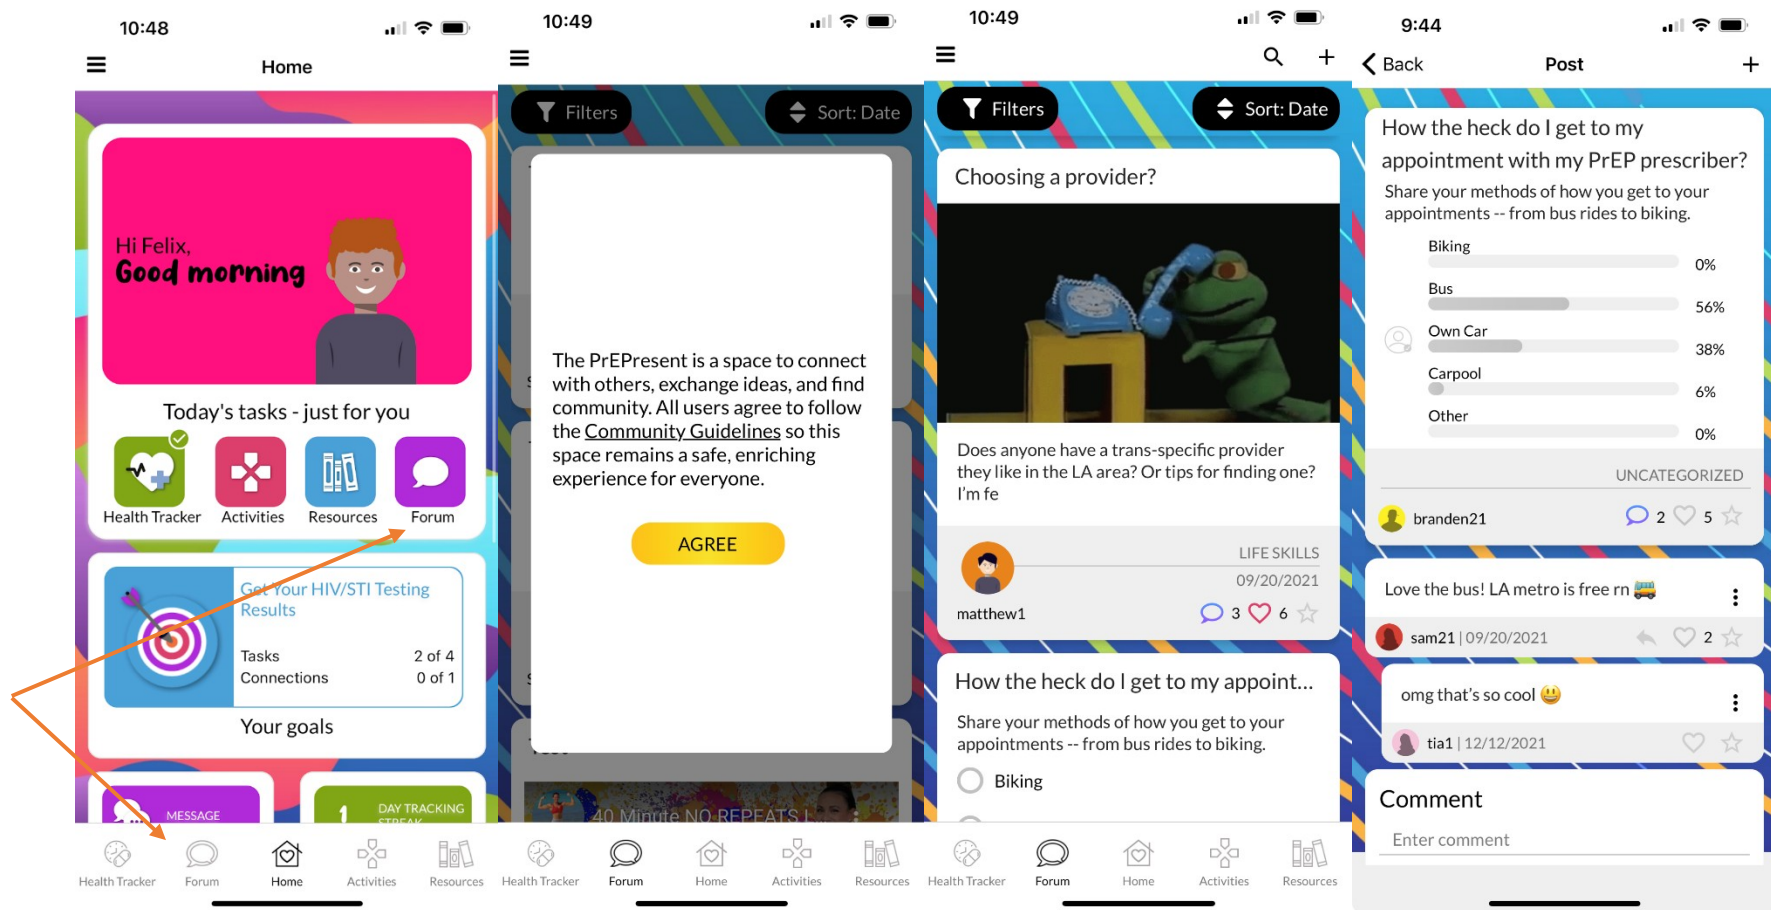 10:48
Home
Hi Felix,
Good morning
Today's tasks - just for you
Health Tracker
Activities
Resources
Forum
Get Your HIV/STI Testing
Results
Tasks 2 of 4
Connections 0 of 1
Your goals
MESSAGE
1 DAY TRACKING
STREAK
Health Tracker
Forum
Home
Activities
Resources
10:49
Filters
Sort: Date
The PrEPresent is a space to connect
with others, exchange ideas, and find
community. All users agree to follow
the Community Guidelines so this
space remains a safe, enriching
experience for everyone.
AGREE
40 Minute NO REPEATS
Health Tracker
Forum
Home
Activities
Resources
10:49
Filters
Sort: Date
Choosing a provider?
Does anyone have a trans-specific provider
they like in the LA area? Or tips for finding one?
I'm fe
LIFE SKILLS
09/20/2021
matthew1
3
6
How the heck do I get to my appoint...
Share your methods of how you get to your
appointments -- from bus rides to biking.
Biking
Health Tracker
Forum
Home
Activities
Resources
9:44
Back
Post
How the heck do I get to my
appointment with my PrEP prescriber?
Share your methods of how you get to your
appointments -- from bus rides to biking.
Biking
0%
Bus
56%
Own Car
38%
Carpool
6%
Other
0%
UNCATEGORIZED
branden21
2
5
Love the bus! LA metro is free rn 🚌
sam21 | 09/20/2021
2
omg that's so cool 😃
tia1 | 12/12/2021
Comment
Enter comment